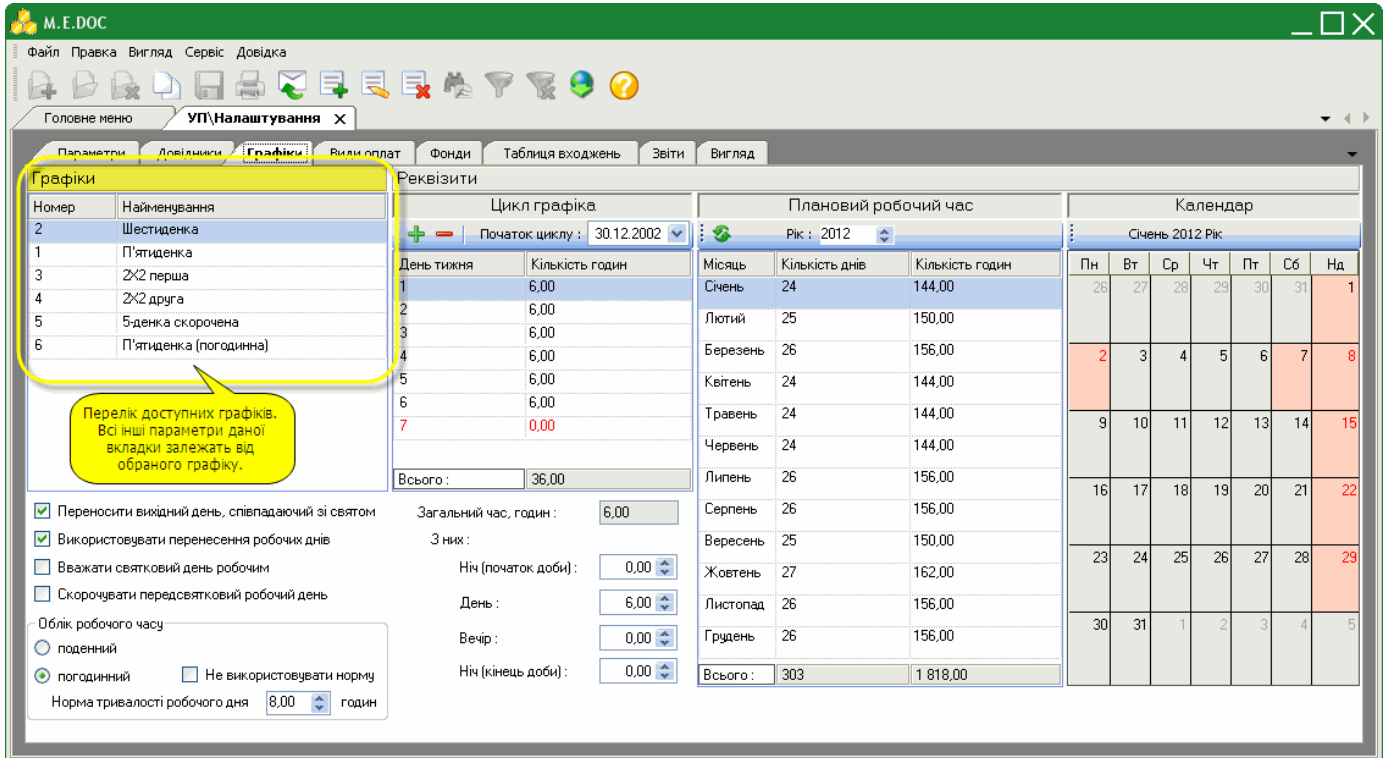 M.E.DOC
Файл Правка Вигляд Сервіс Довідка
Головне меню УП\Налаштування X
Параметри Довідники Графіки Види оплат Фонди Таблиця входжень Звіти Вигляд
Графіки
Номер Найменування
2 Шестиденка
1 П'ятиденка
3 2X2 перша
4 2X2 друга
5 5-денка скорочена
6 П'ятиденка (погодинна)
Перелік доступних графіків.
Всі інші параметри даної
вкладки залежать від
обраного графіку.
Переносити вихідний день, співпадаючий зі святом
Використовувати перенесення робочих днів
Вважати святковий день робочим
Скорочувати передсвятковий робочий день
Облік робочого часу
поденний
погодинний Не використовувати норму
Норма тривалості робочого дня 8,00 годин
Реквізити
Цикл графіка
Початок циклу : 30.12.2002
День тижня Кількість годин
1 6,00
2 6,00
3 6,00
4 6,00
5 6,00
6 6,00
7 0,00
Всього : 36,00
Загальний час, годин : 6,00
З них :
Ніч (початок доби) : 0,00
День : 6,00
Вечір : 0,00
Ніч (кінець доби) : 0,00
Плановий робочий час
Рік : 2012
Місяць Кількість днів Кількість годин
Січень 24 144,00
Лютий 25 150,00
Березень 26 156,00
Квітень 24 144,00
Травень 24 144,00
Червень 24 144,00
Липень 26 156,00
Серпень 26 156,00
Вересень 25 150,00
Жовтень 27 162,00
Листопад 26 156,00
Грудень 26 156,00
Всього : 303 1 818,00
Календар
Січень 2012 Рік
Пн Вт Ср Чт Пт Сб Нд
26 27 28 29 30 31 1
2 3 4 5 6 7 8
9 10 11 12 13 14 15
16 17 18 19 20 21 22
23 24 25 26 27 28 29
30 31 1 2 3 4 5